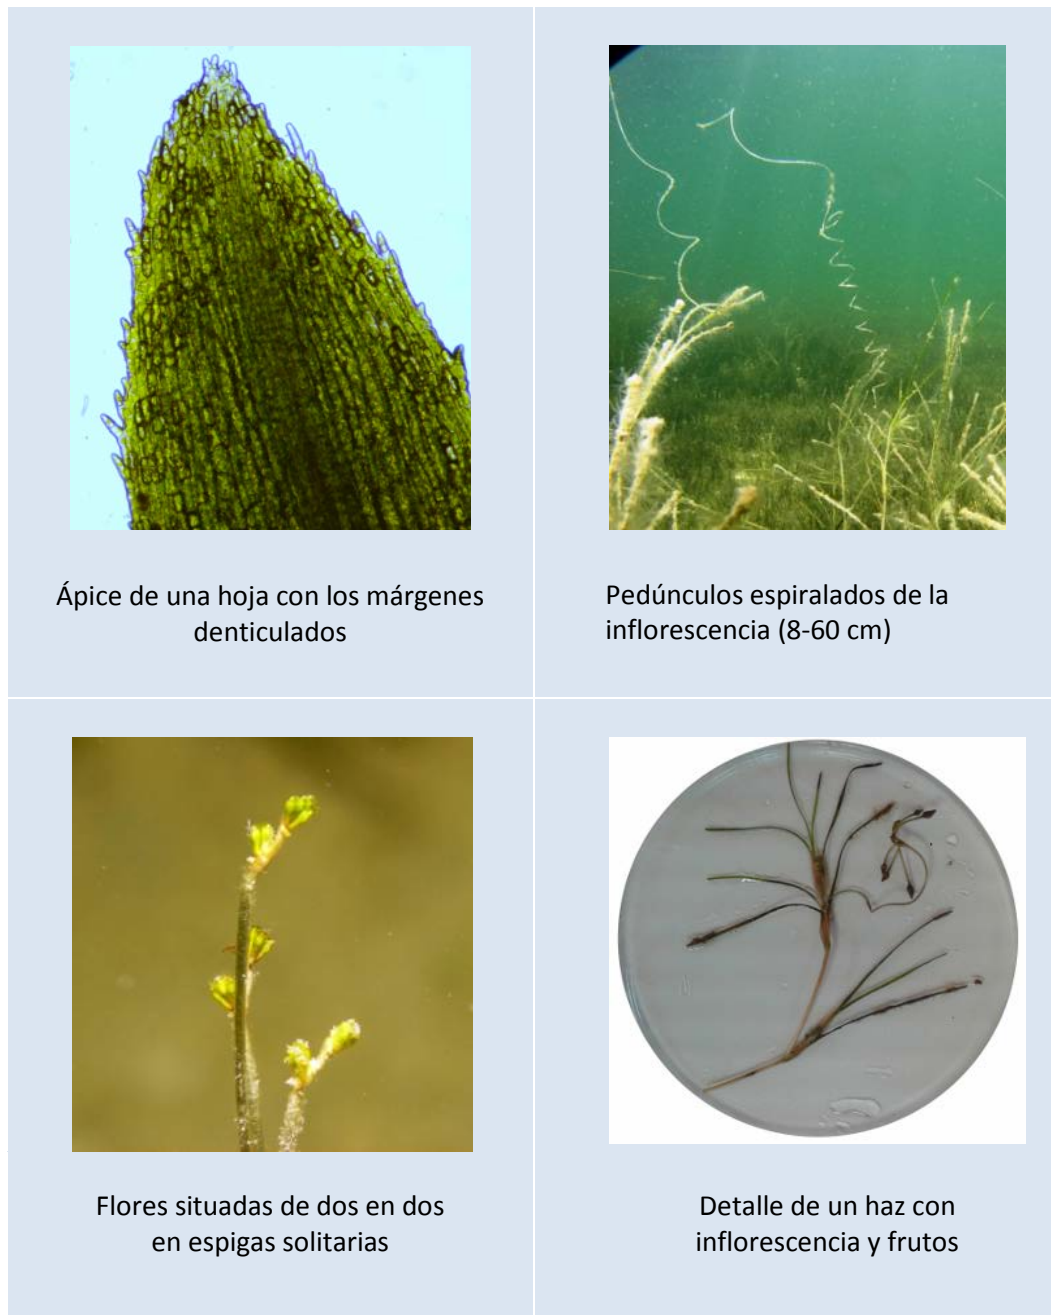 Ápice de una hoja con los márgenes
denticulados
Pedúnculos espiralados de la
inflorescencia (8-60 cm)
Flores situadas de dos en dos
en espigas solitarias
Detalle de un haz con
inflorescencia y frutos